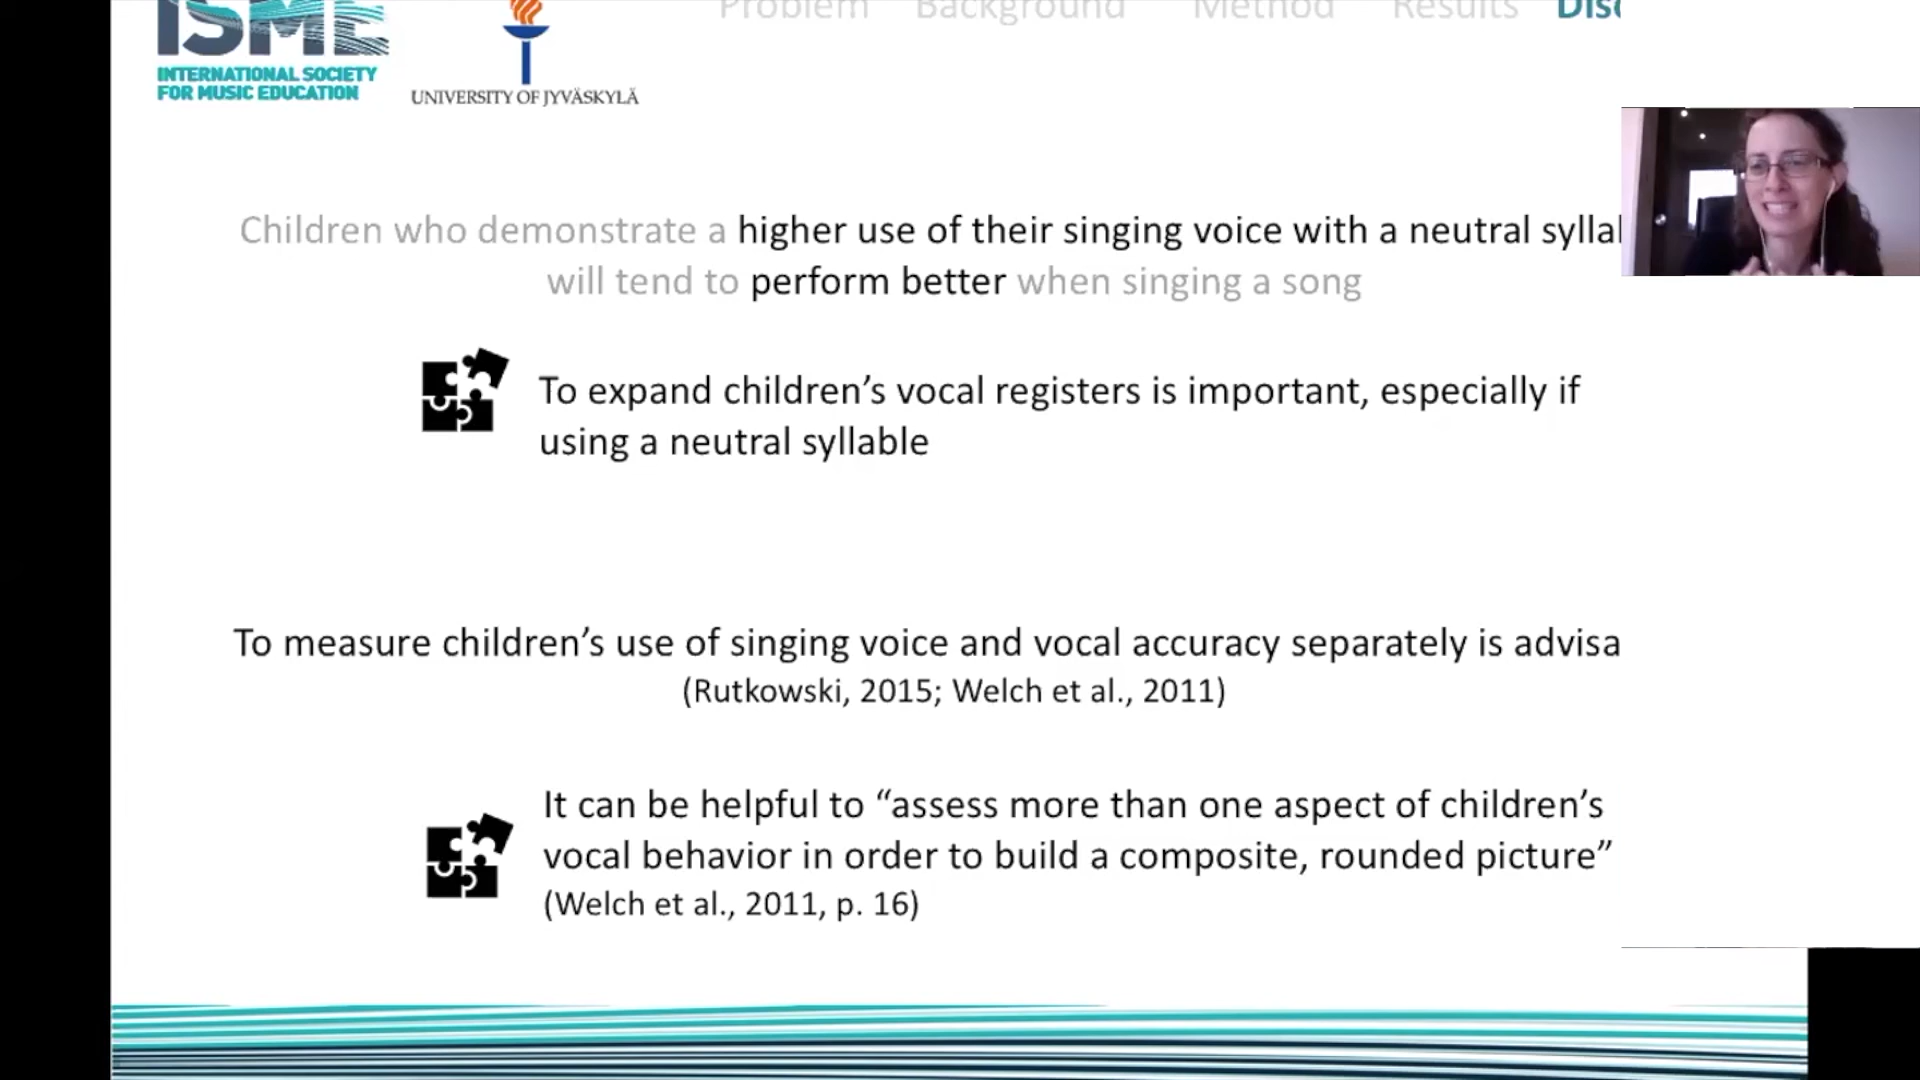 ISME
Problem Background Method Results Disc
INTERNATIONAL SOCIETY
FOR MUSIC EDUCATION
UNIVERSITY OF JYVÄSKYLÄ
Children who demonstrate a higher use of their singing voice with a neutral syllal
will tend to perform better when singing a song
To expand children’s vocal registers is important, especially if
using a neutral syllable
To measure children’s use of singing voice and vocal accuracy separately is advisa
(Rutkowski, 2015; Welch et al., 2011)
It can be helpful to “assess more than one aspect of children’s
vocal behavior in order to build a composite, rounded picture”
(Welch et al., 2011, p. 16)